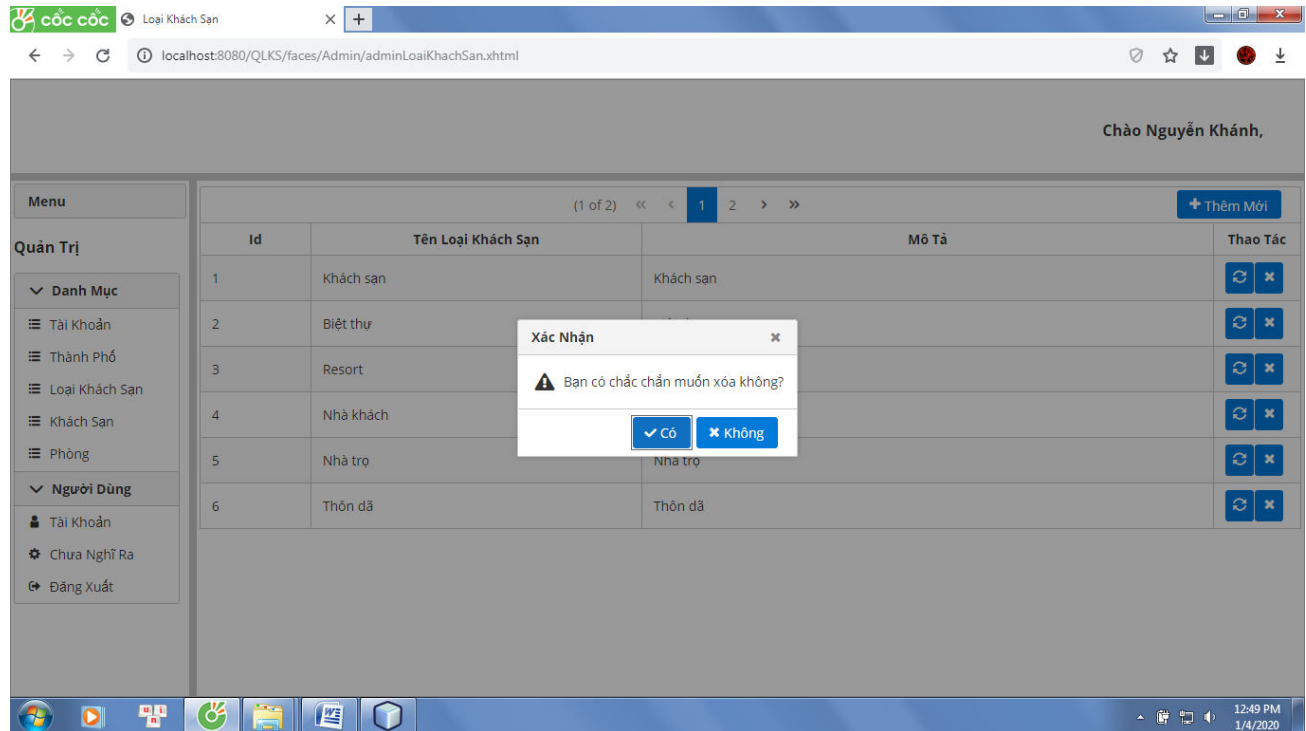 cốc cốc Loại Khách Sạn
localhost:8080/QLKS/faces/Admin/adminLoaiKhachSan.xhtml
Chào Nguyễn Khánh,
Menu
Quản Trị
Danh Mục
Tài Khoản
Thành Phố
Loại Khách Sạn
Khách Sạn
Phòng
Người Dùng
Tài Khoản
Chưa Nghĩ Ra
Đăng Xuất
(1 of 2) « < 1 2 > » Thêm Mới
Id Tên Loại Khách Sạn Mô Tả Thao Tác
1 Khách sạn Khách sạn
2 Biệt thự
3 Resort
4 Nhà khách
5 Nhà trọ Nhà trọ
6 Thôn dã Thôn dã
Xác Nhận
Bạn có chắc chắn muốn xóa không?
Có Không
12:49 PM
1/4/2020